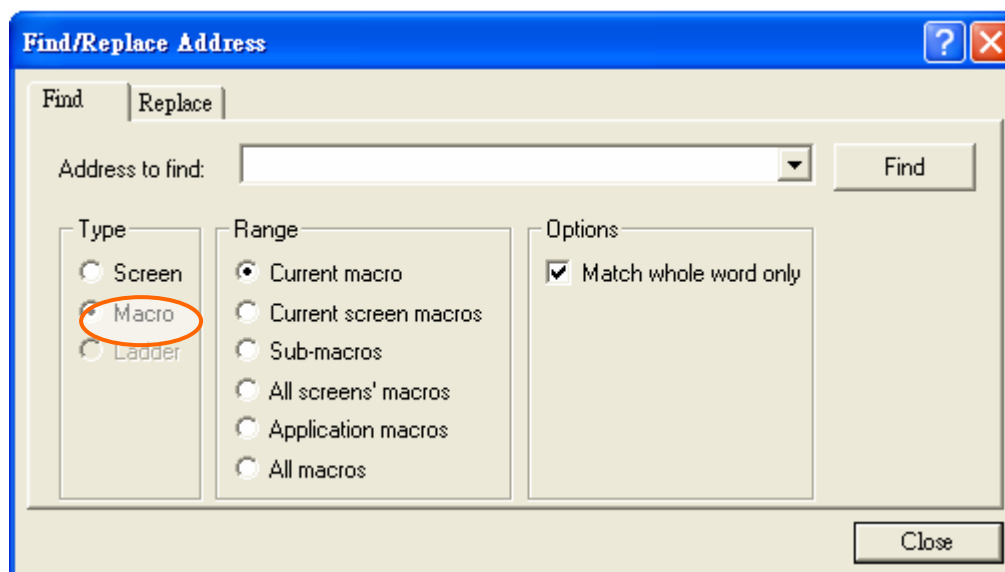 Find/Replace Address
Find
Replace
Address to find:
Find
Type
Screen
Macro
Ladder
Range
Current macro
Current screen macros
Sub-macros
All screens' macros
Application macros
All macros
Options
Match whole word only
Close